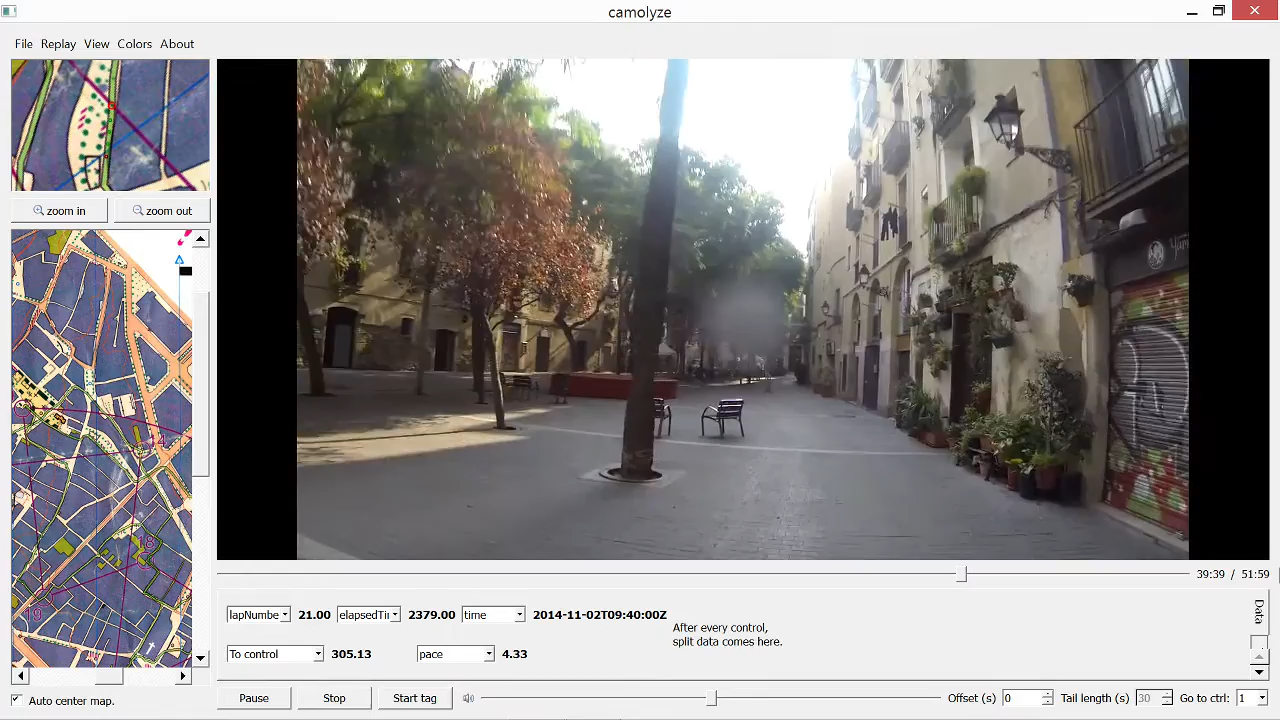 camolyze
File Replay View Colors About
zoom in zoom out
39:39 / 51:59
lapNumbe 21.00 elapsedTi 2379.00 time 2014-11-02T09:40:00Z
After every control,
split data comes here.
To control 305.13 pace 4.33
Data
Auto center map.
Pause Stop Start tag
Offset (s) 0 Tail length (s) 30 Go to ctrl: 1
18
19